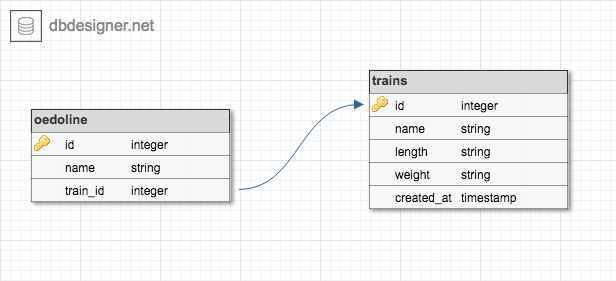 dbdesigner.net
oedoline
id integer
name string
train_id integer
trains
id integer
name string
length string
weight string
created_at timestamp